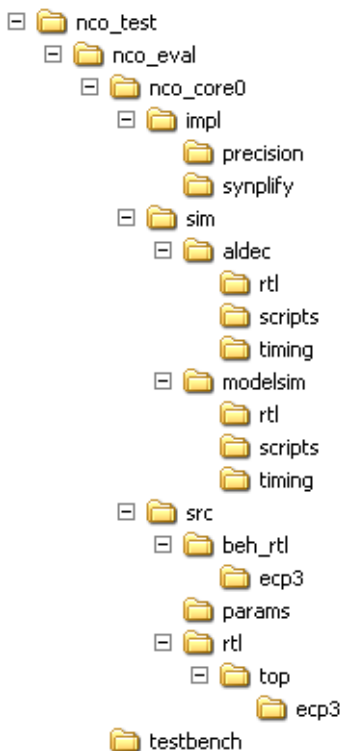 nco_test
nco_eval
nco_core0
impl
precision
synplify
sim
aldec
rtl
scripts
timing
modelsim
rtl
scripts
timing
src
beh_rtl
ecp3
params
rtl
top
ecp3
testbench